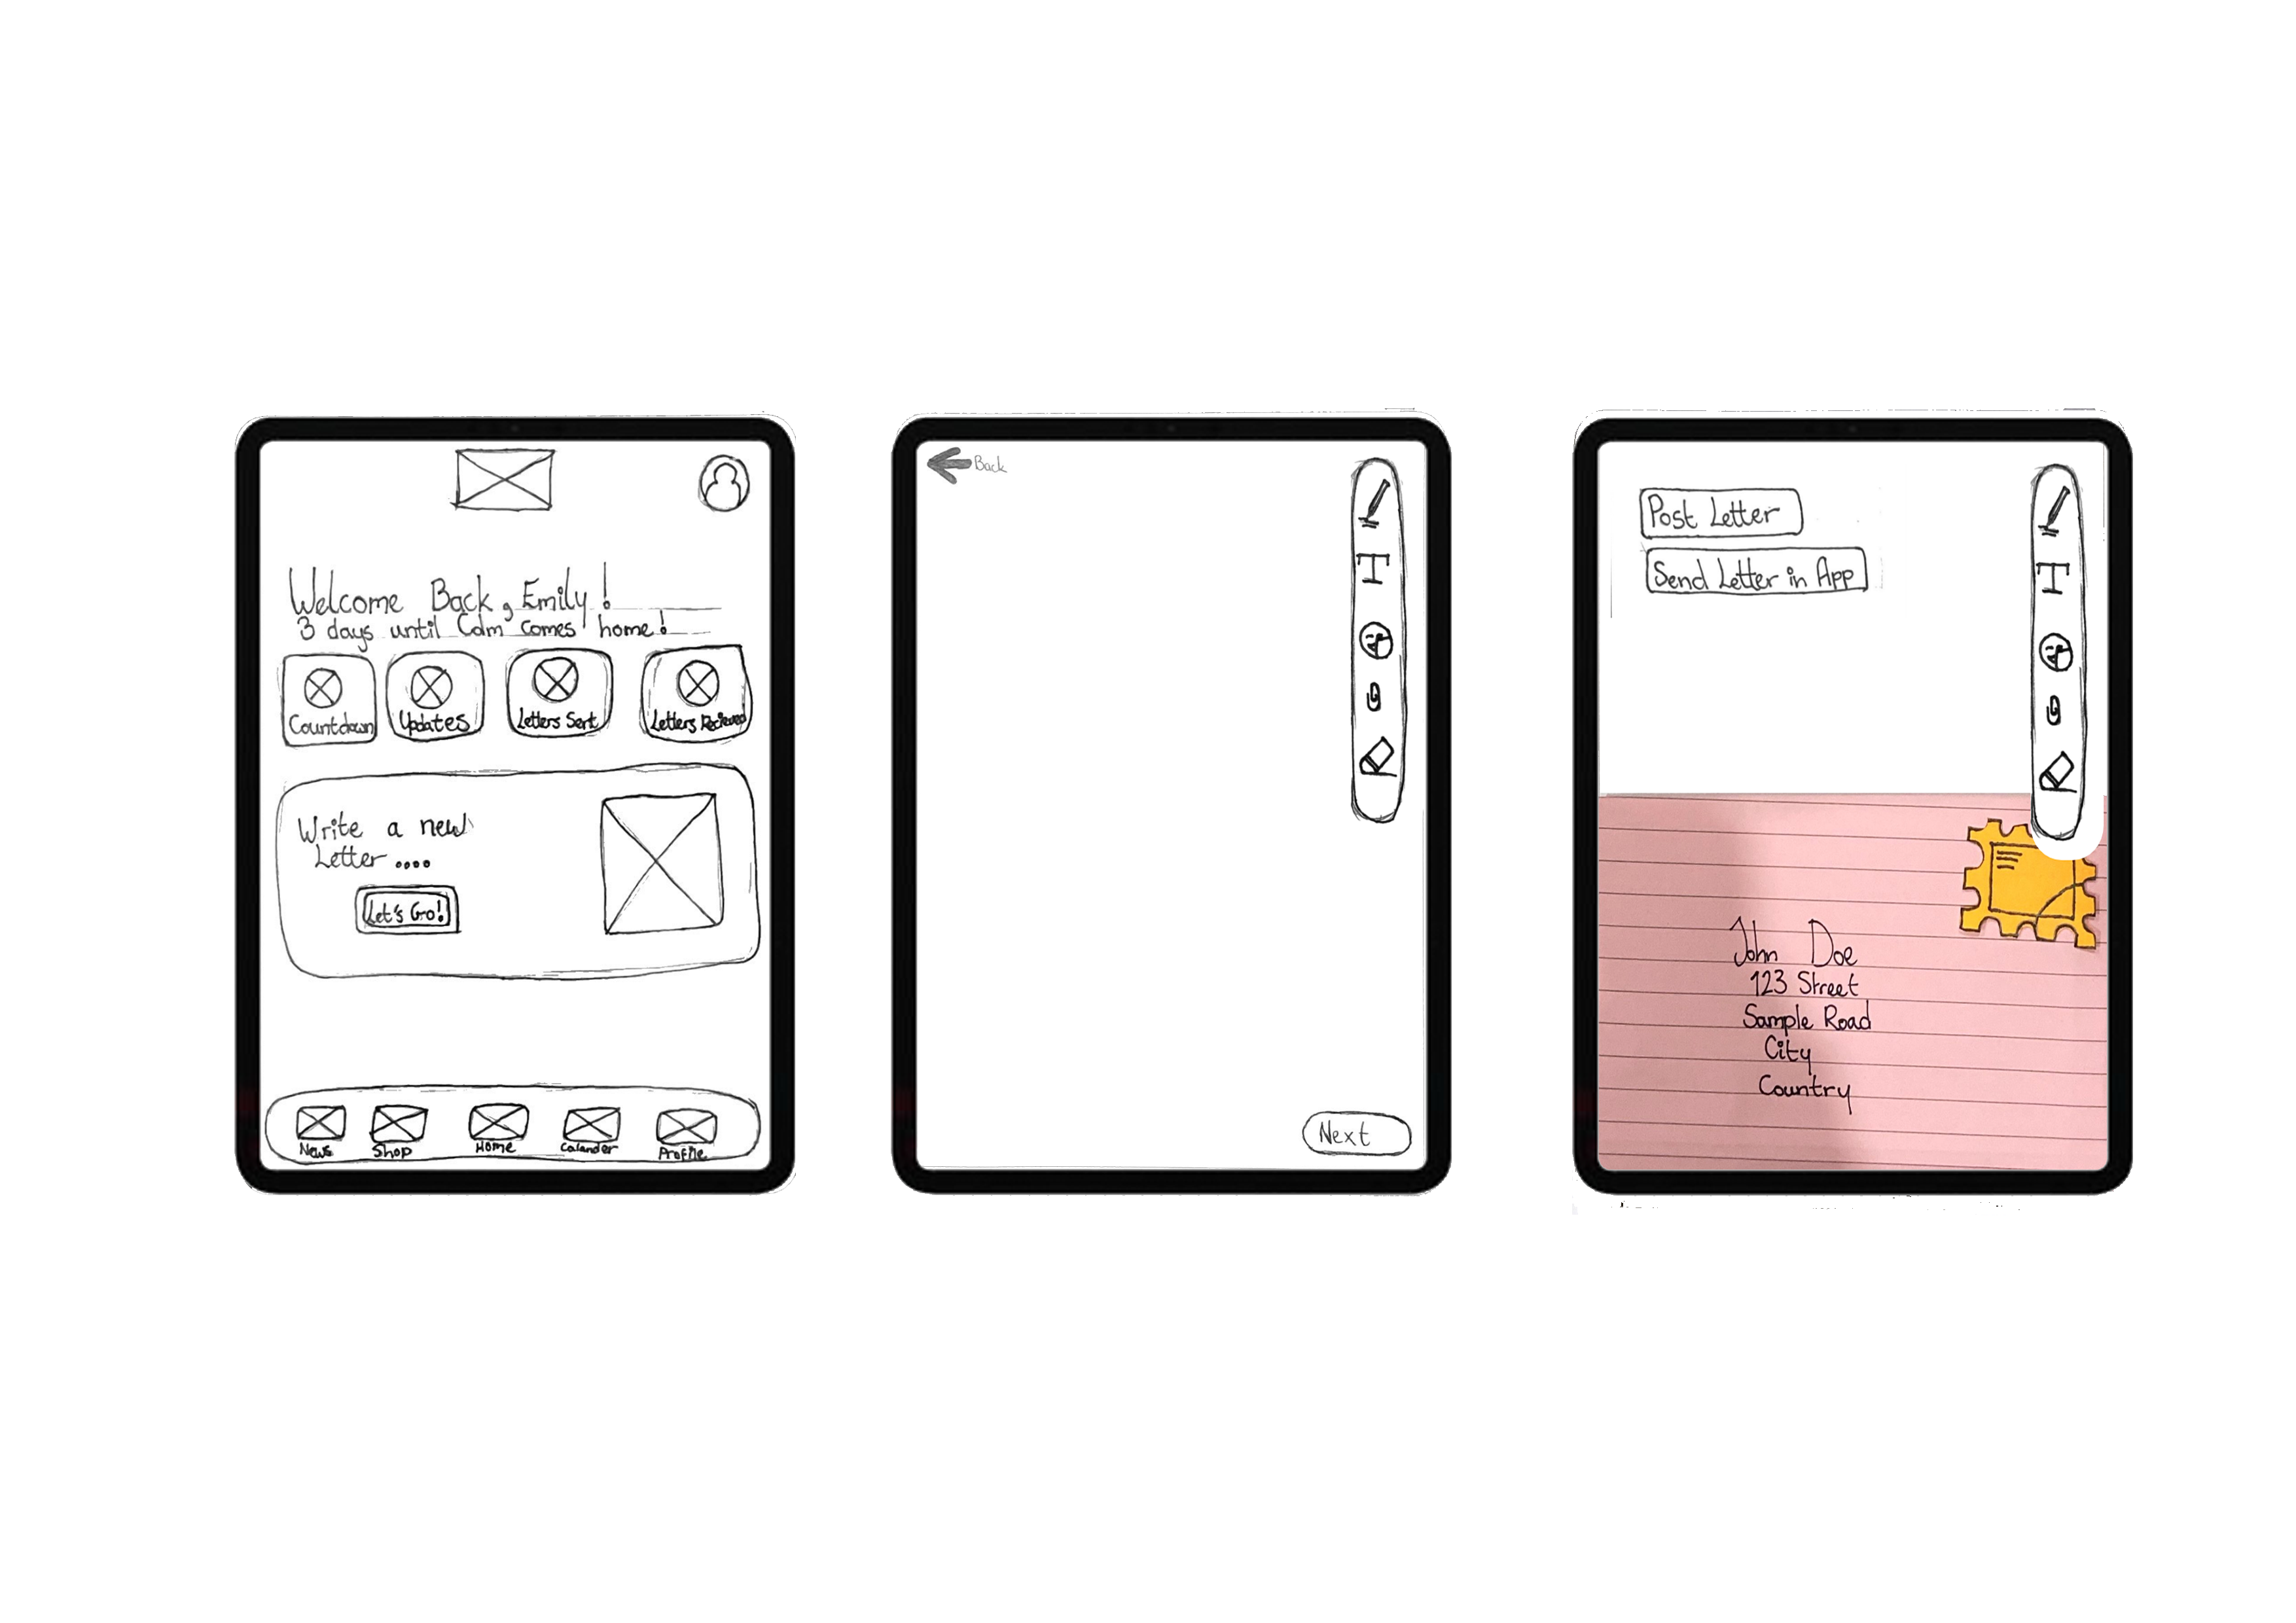 Welcome Back, Emily!
3 days until Cdm comes home!
Countdown
Updates
Letters Sent
Letters Recieved
Write a new
Letter ....
Let's Go!
News
Shop
Home
Calander
Profile
Back
T
Next
Post Letter
Send Letter in App
T
John Doe
123 Street
Sample Road
City
Country